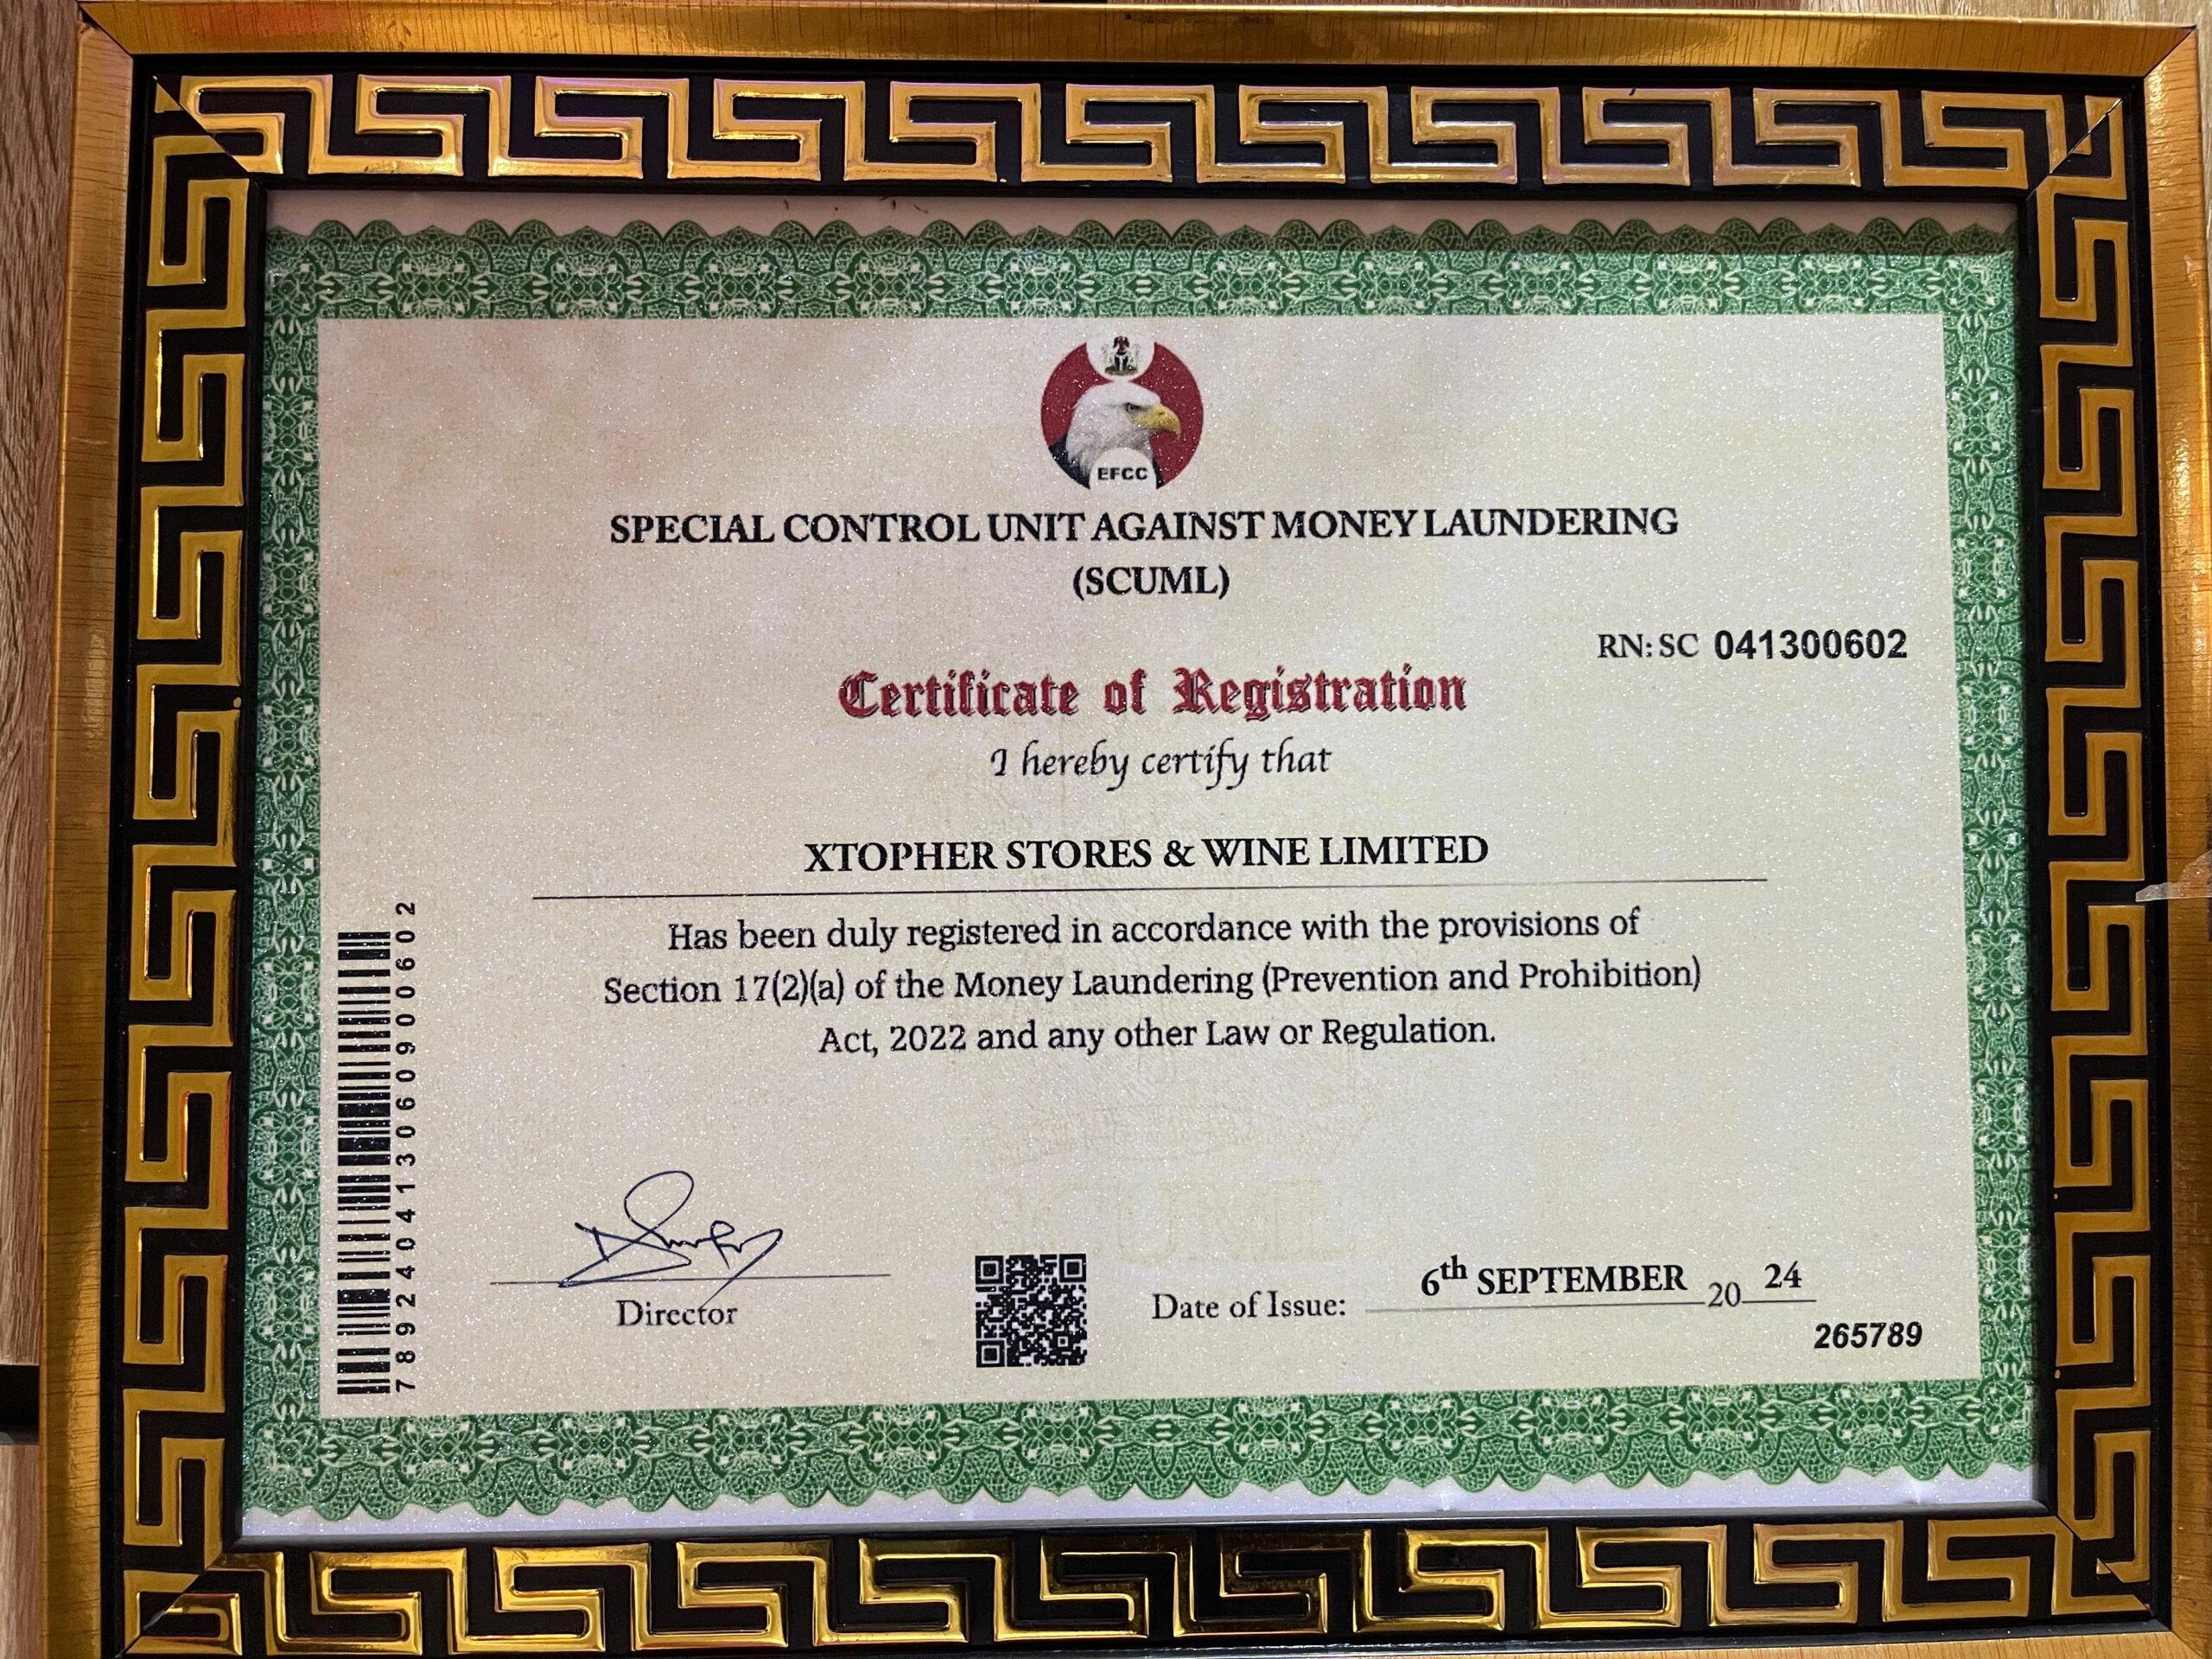 EFCC
SPECIAL CONTROL UNIT AGAINST MONEY LAUNDERING
(SCUML)
RN: SC 041300602
Certificate of Registration
I hereby certify that
XTOPHER STORES & WINE LIMITED
Has been duly registered in accordance with the provisions of
Section 17(2)(a) of the Money Laundering (Prevention and Prohibition)
Act, 2022 and any other Law or Regulation.
789240413060900602
Director
Date of Issue: 6th SEPTEMBER 20 24
265789